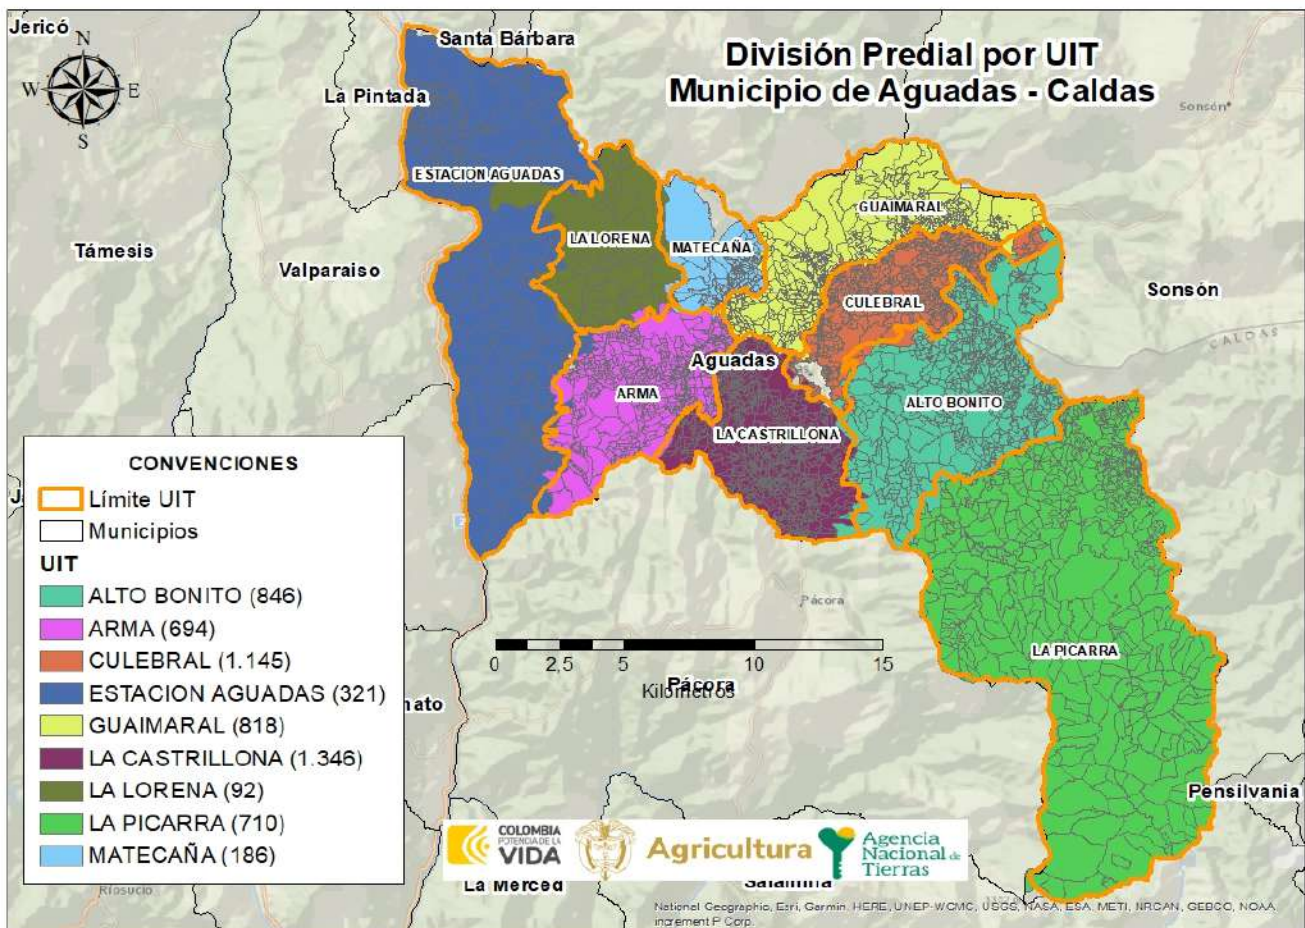 Jericó
N
W
E
S
Santa Bárbara
La Pintada
División Predial por UIT
Municipio de Aguadas - Caldas
Sonsón
ESTACION AGUADAS
GUAIMARAL
LA LORENA
MATECAÑA
Támesis
Valparaiso
CULEBRAL
Sonsón
CALDAS
Aguadas
ARMA
ALTO BONITO
LA CASTRILLONA
CONVENCIONES
Límite UIT
Municipios
UIT
ALTO BONITO (846)
ARMA (694)
CULEBRAL (1.145)
ESTACION AGUADAS (321)
GUAIMARAL (818)
LA CASTRILLONA (1.346)
LA LORENA (92)
LA PICARRA (710)
MATECAÑA (186)
Pácora
0 2,5 5 10 15
Kilómetros
Pácora
LA PICARRA
Pensilvania
COLOMBIA
POTENCIA DE LA
VIDA
Agricultura
Agencia
Nacional de
Tierras
Riosucio
La Merced
Salamina
National Geographic, Esri, Garmin, HERE, UNEP-WCMC, USGS, NASA, ESA, METI, NRCAN, GEBCO, NOAA,
increment P Corp.